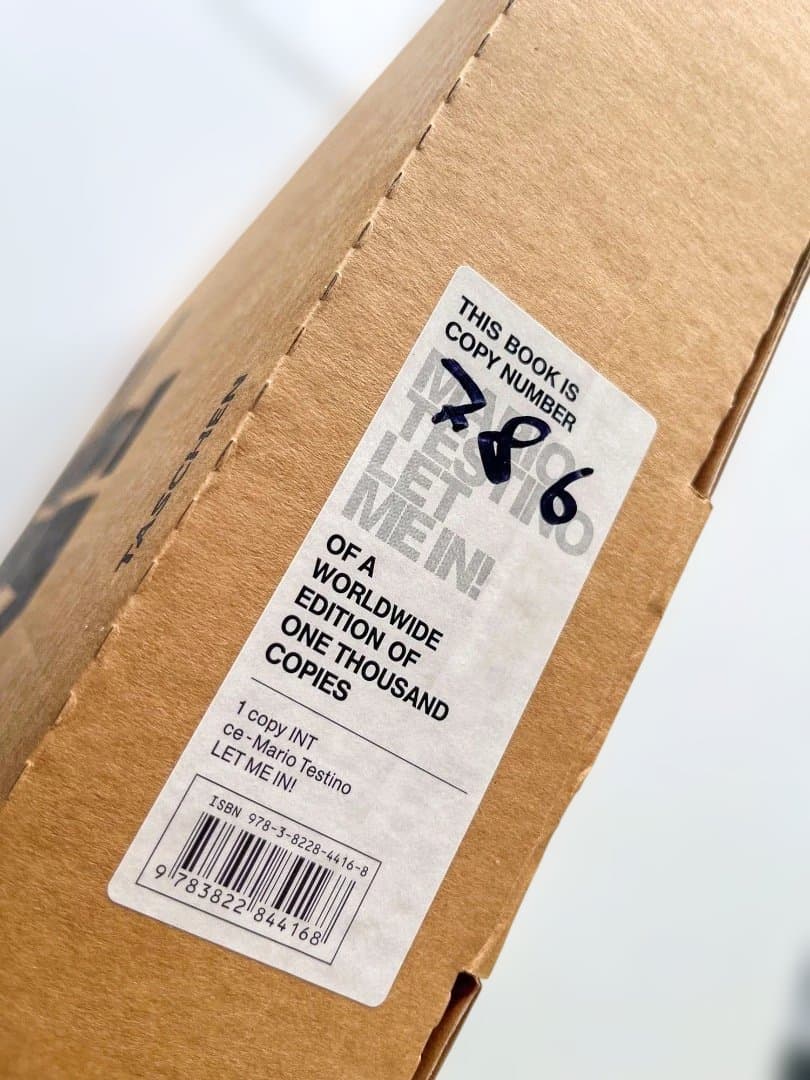 THIS BOOK IS
COPY NUMBER
786
MARIO
TESTINO
LET
ME IN!
OF A
WORLDWIDE
EDITION OF
ONE THOUSAND
COPIES
1 copy INT
ce - Mario Testino
LET ME IN!
ISBN 978-3-8228-4416-8
9 783822 844168
TASCHEN